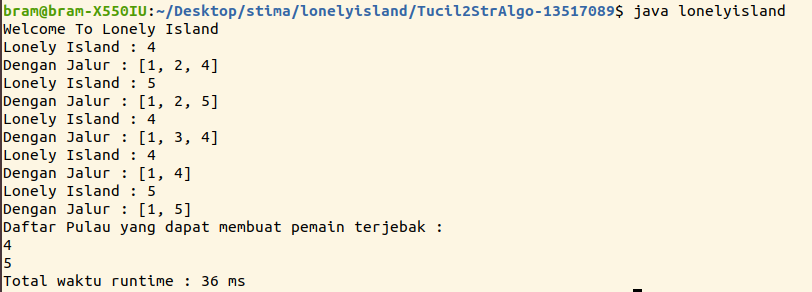 bram@bram-X550IU:~/Desktop/stima/lonelyisland/Tucil2StrAlgo-13517089$ java lonelyisland
Welcome To Lonely Island
Lonely Island : 4
Dengan Jalur : [1, 2, 4]
Lonely Island : 5
Dengan Jalur : [1, 2, 5]
Lonely Island : 4
Dengan Jalur : [1, 3, 4]
Lonely Island : 4
Dengan Jalur : [1, 4]
Lonely Island : 5
Dengan Jalur : [1, 5]
Daftar Pulau yang dapat membuat pemain terjebak :
4
5
Total waktu runtime : 36 ms